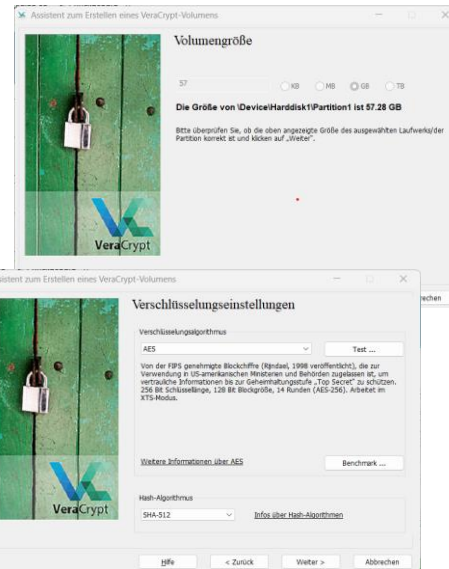 Assistent zum Erstellen eines VeraCrypt-Volumens
Volumengröße
57
KB MB GB TB
Die Größe von \Device\Harddisk1\Partition1 ist 57.28 GB
Bitte überprüfen Sie, ob die oben angezeigte Größe des ausgewählten Laufwerks/der
Partition korrekt ist und klicken auf „Weiter".
VeraCrypt
rechen
sistent zum Erstellen eines VeraCrypt-Volumens
Verschlüsselungseinstellungen
Verschlüsselungsalgorithmus
AES Test ...
Von der FIPS genehmigte Blockchiffre (Rijndael, 1998 veröffentlicht), die zur
Verwendung in US-amerikanischen Ministerien und Behörden zugelassen ist, um
vertrauliche Informationen bis zur Geheimhaltungsstufe „Top Secret" zu schützen.
256 Bit Schlüssellänge, 128 Bit Blockgröße, 14 Runden (AES-256). Arbeitet im
XTS-Modus.
Weitere Informationen über AES Benchmark ...
Hash-Algorithmus
SHA-512 Infos über Hash-Algorithmen
VeraCrypt
Hilfe < Zurück Weiter > Abbrechen